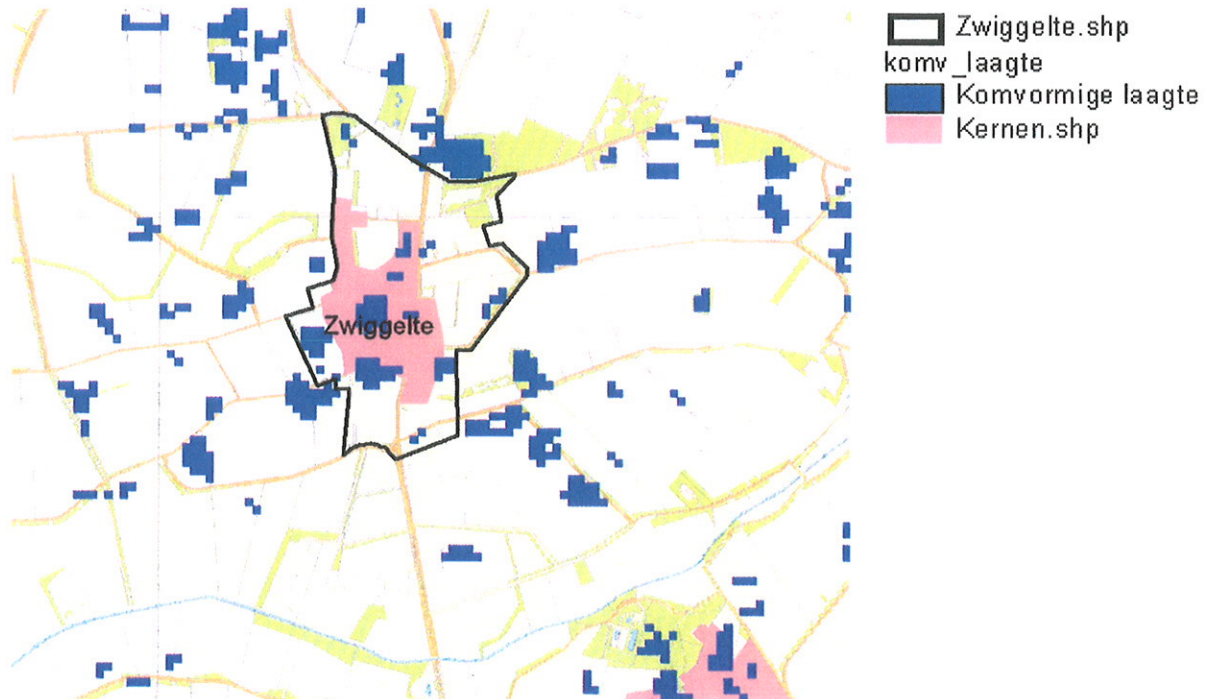 Zwiggelte.shp
komv_laagte
Komvormige laagte
Kernen.shp
Zwiggelte